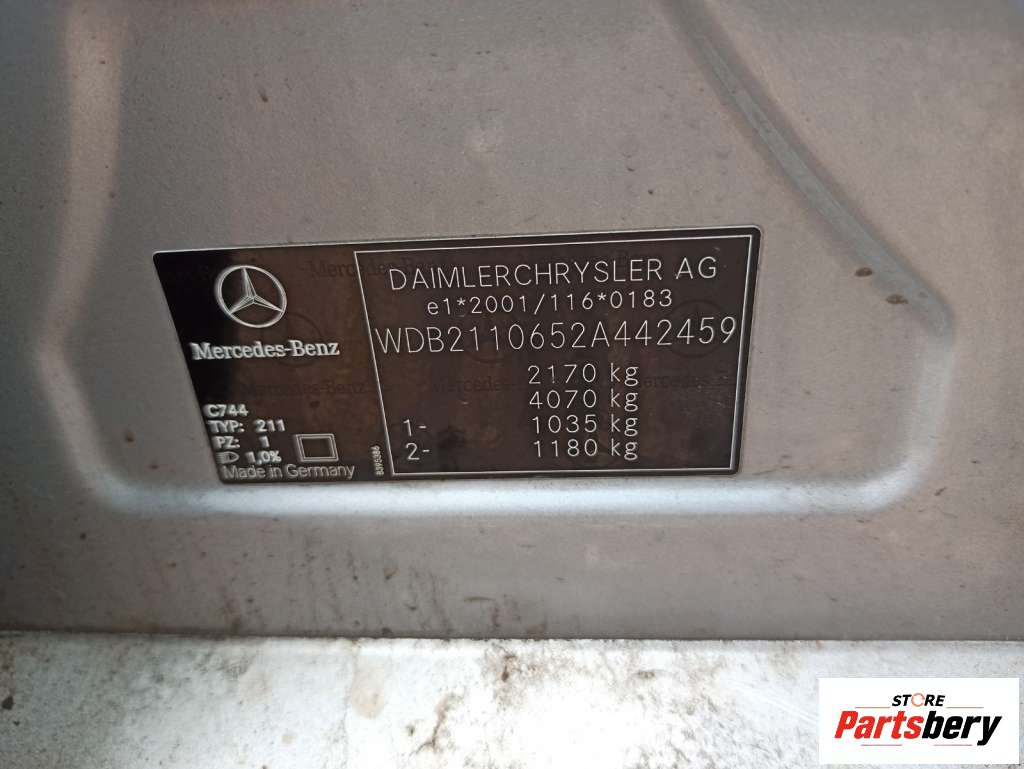 Mercedes-Benz
C744
TYP: 211
PZ: 1
1,0%
Made in Germany
8395386
DAIMLERCHRYSLER AG
e1*2001/116*0183
WDB2110652A442459
2170 kg
4070 kg
1- 1035 kg
2- 1180 kg
STORE
Partsbery